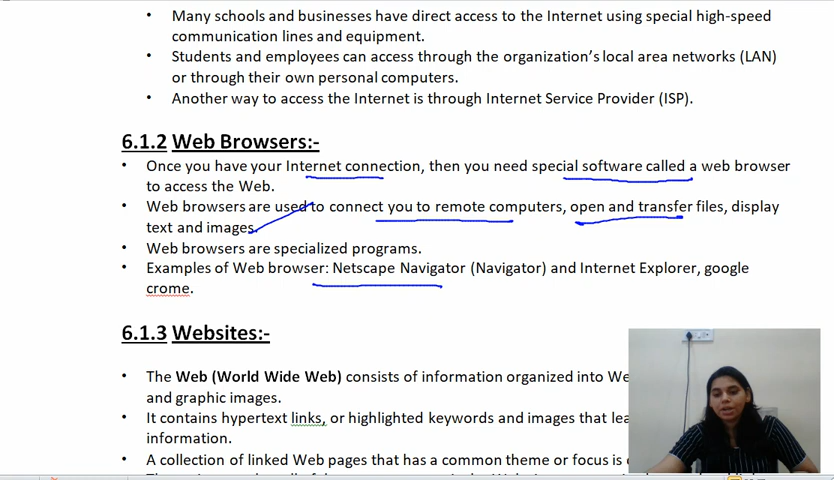 • Many schools and businesses have direct access to the Internet using special high-speed
communication lines and equipment.
• Students and employees can access through the organization's local area networks (LAN)
or through their own personal computers.
• Another way to access the Internet is through Internet Service Provider (ISP).
6.1.2 Web Browsers:-
• Once you have your Internet connection, then you need special software called a web browser
to access the Web.
• Web browsers are used to connect you to remote computers, open and transfer files, display
text and images.
• Web browsers are specialized programs.
• Examples of Web browser: Netscape Navigator (Navigator) and Internet Explorer, google
crome.
6.1.3 Websites:-
• The Web (World Wide Web) consists of information organized into We
and graphic images.
• It contains hypertext links, or highlighted keywords and images that lea
information.
• A collection of linked Web pages that has a common theme or focus is